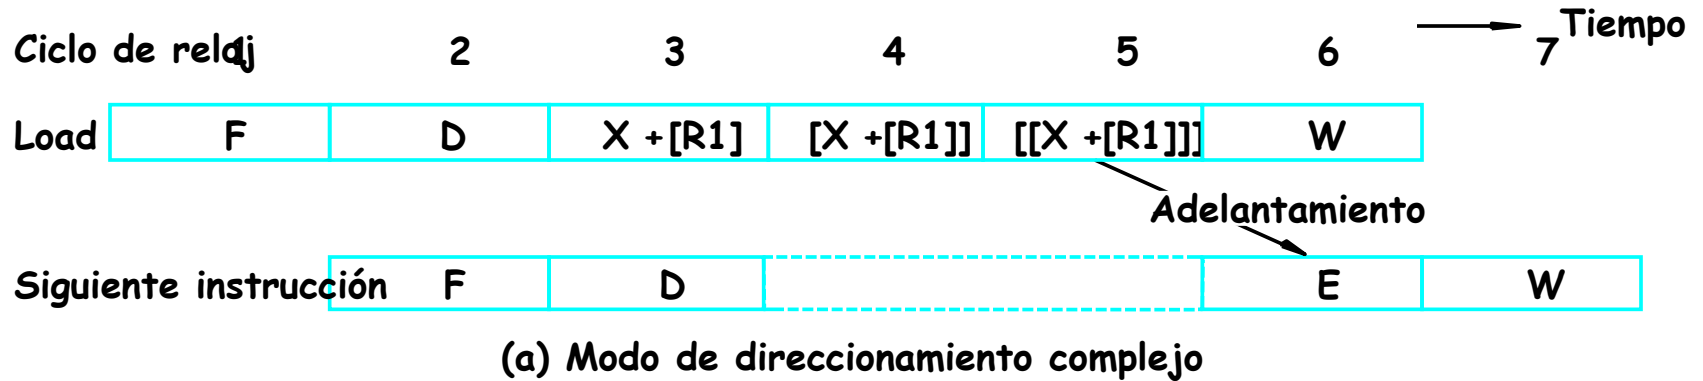 Tiempo
Ciclo de reloj 1 2 3 4 5 6 7
Load F D X +[R1] [X +[R1]] [[X +[R1]]] W
Adelantamiento
Siguiente instrucción F D E W
(a) Modo de direccionamiento complejo